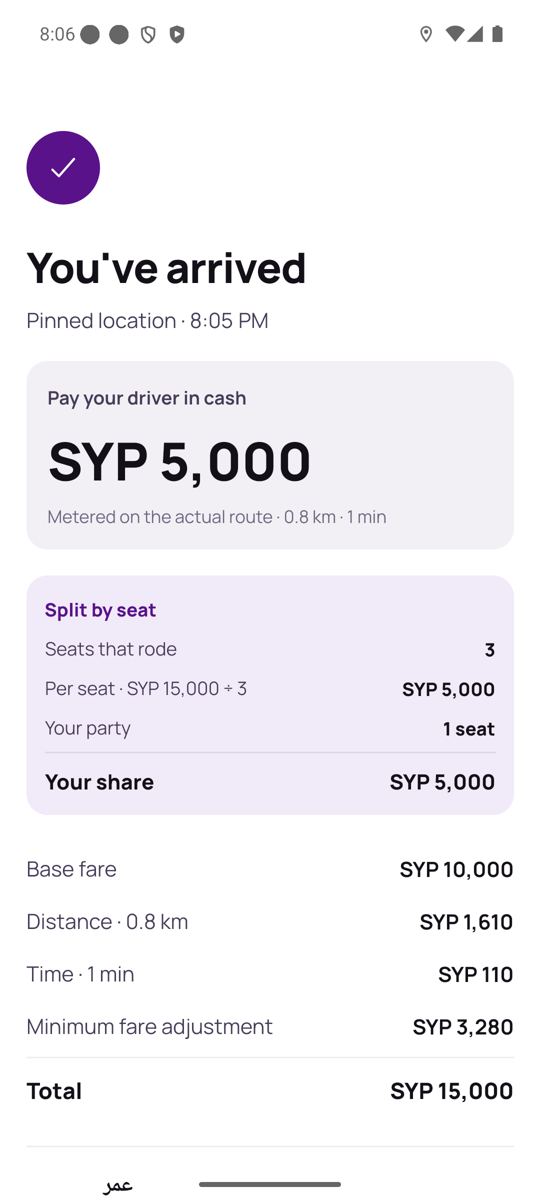 8:06
You've arrived
Pinned location · 8:05 PM
Pay your driver in cash
SYP 5,000
Metered on the actual route · 0.8 km · 1 min
Split by seat
Seats that rode 3
Per seat · SYP 15,000 ÷ 3 SYP 5,000
Your party 1 seat
Your share SYP 5,000
Base fare SYP 10,000
Distance · 0.8 km SYP 1,610
Time · 1 min SYP 110
Minimum fare adjustment SYP 3,280
Total SYP 15,000
عمر